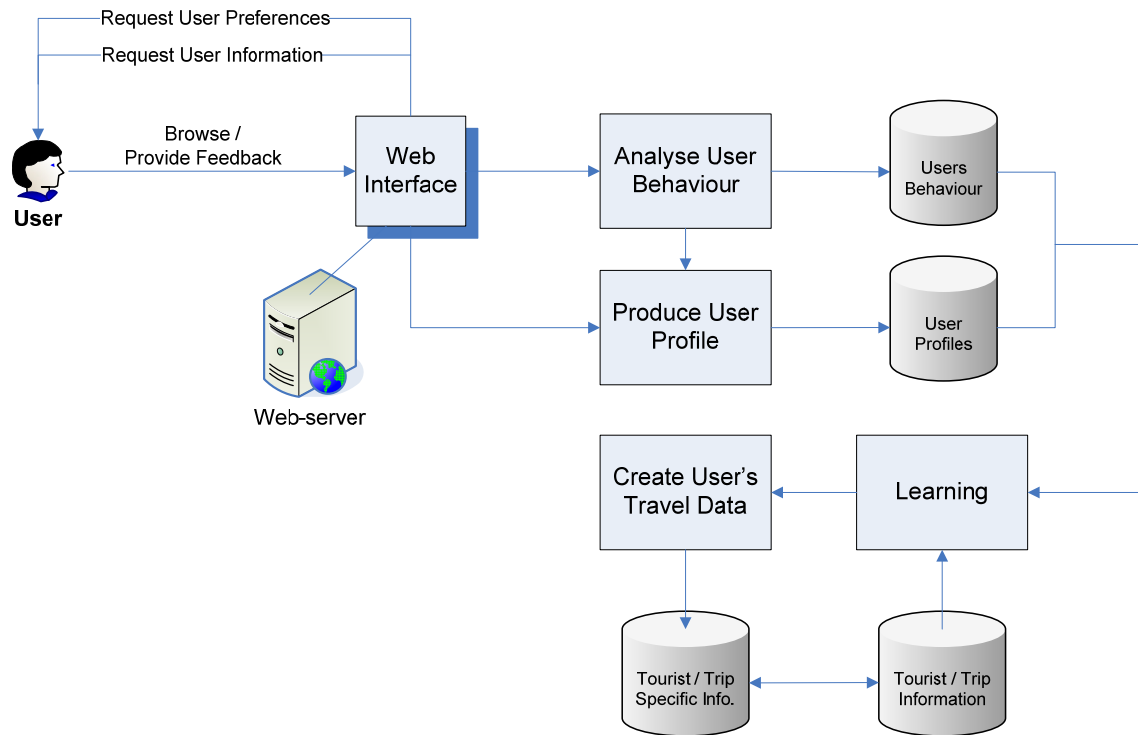 Request User Preferences
Request User Information
Browse /
Provide Feedback
User
Web
Interface
Analyse User
Behaviour
Users
Behaviour
Produce User
Profile
User
Profiles
Web-server
Create User’s
Travel Data
Learning
Tourist / Trip
Specific Info.
Tourist / Trip
Information